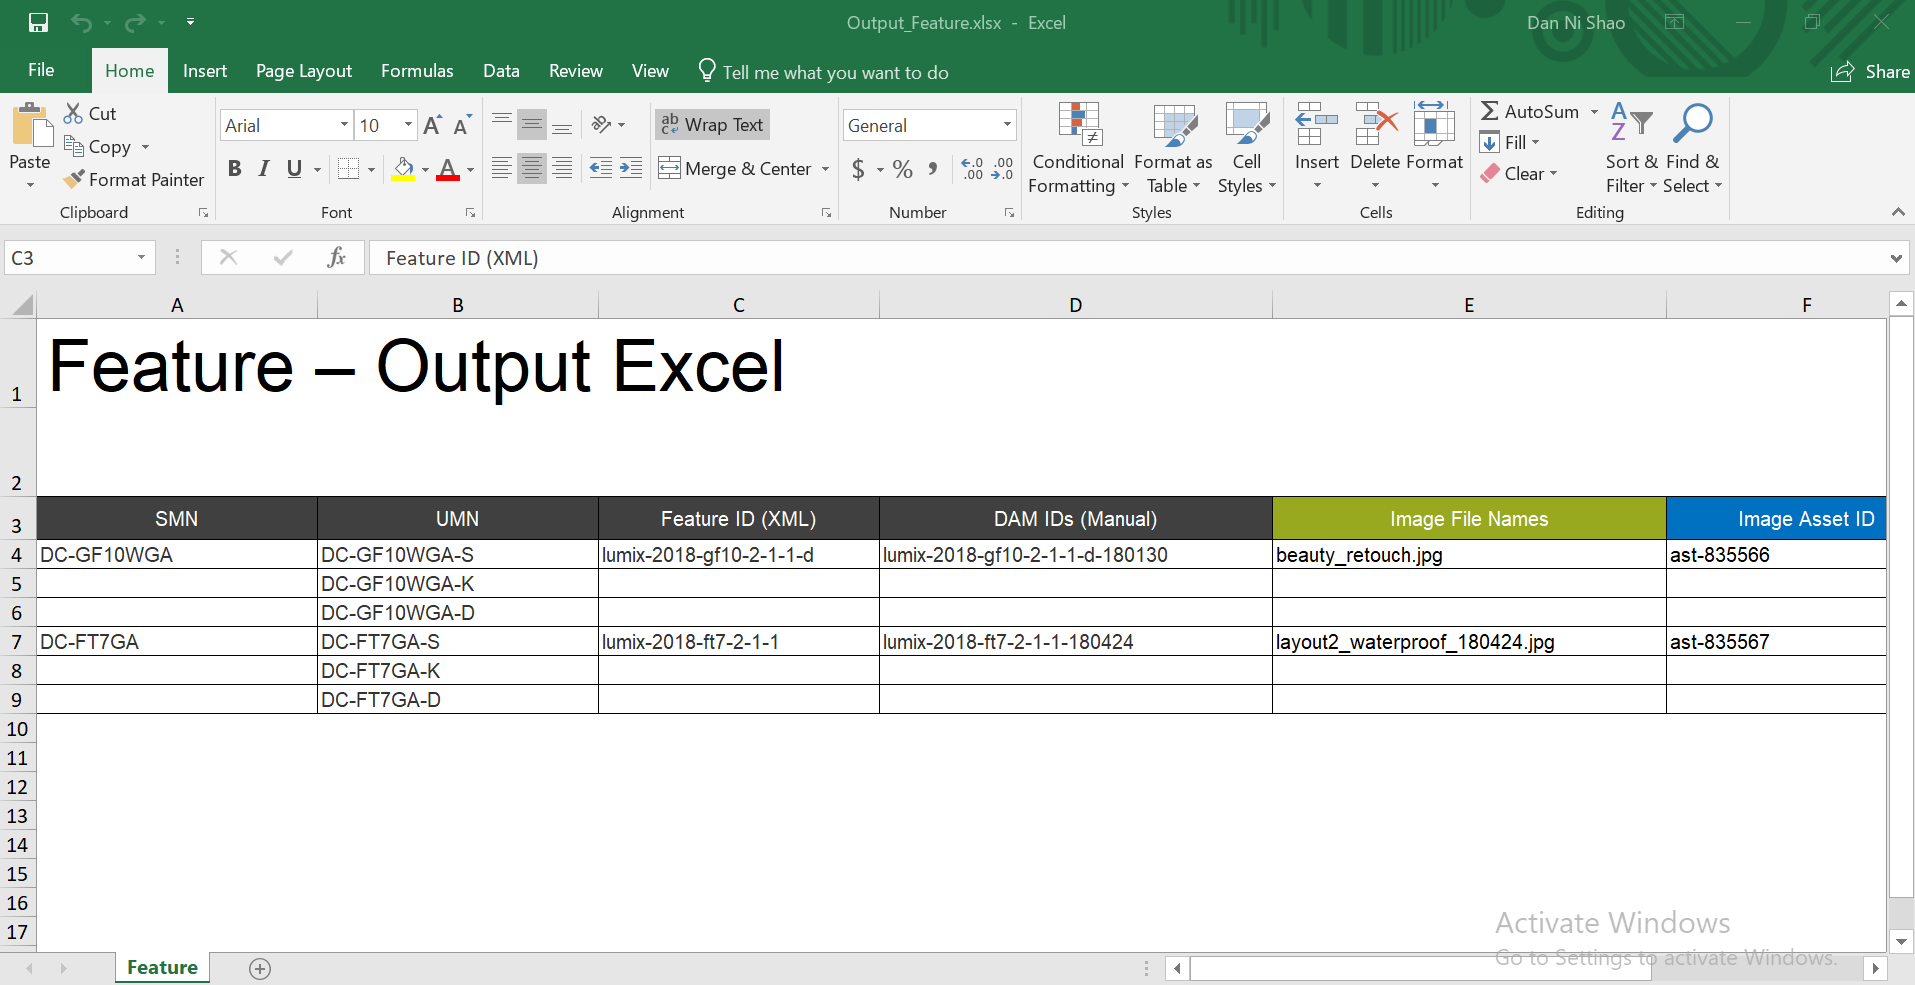 Output_Feature.xlsx - Excel
Dan Ni Shao
File Home Insert Page Layout Formulas Data Review View Tell me what you want to do
Share
Paste
Cut
Copy
Format Painter
Clipboard
Arial 10
A A
B I U A
Font
ab Wrap Text
Merge & Center
Alignment
General
$ % , .0 .00 .00 .0
Number
Conditional Formatting
Format as Table
Cell Styles
Styles
Insert
Delete
Format
Cells
AutoSum
Fill
Clear
Sort & Filter
Find & Select
Editing
C3
fx
Feature ID (XML)
A B C D E F
1 Feature – Output Excel
2
3 SMN UMN Feature ID (XML) DAM IDs (Manual) Image File Names Image Asset ID
4 DC-GF10WGA DC-GF10WGA-S lumix-2018-gf10-2-1-1-d lumix-2018-gf10-2-1-1-d-180130 beauty_retouch.jpg ast-835566
5 DC-GF10WGA-K
6 DC-GF10WGA-D
7 DC-FT7GA DC-FT7GA-S lumix-2018-ft7-2-1-1 lumix-2018-ft7-2-1-1-180424 layout2_waterproof_180424.jpg ast-835567
8 DC-FT7GA-K
9 DC-FT7GA-D
10
11
12
13
14
15
16
17
Activate Windows
Go to Settings to activate Windows.
Feature